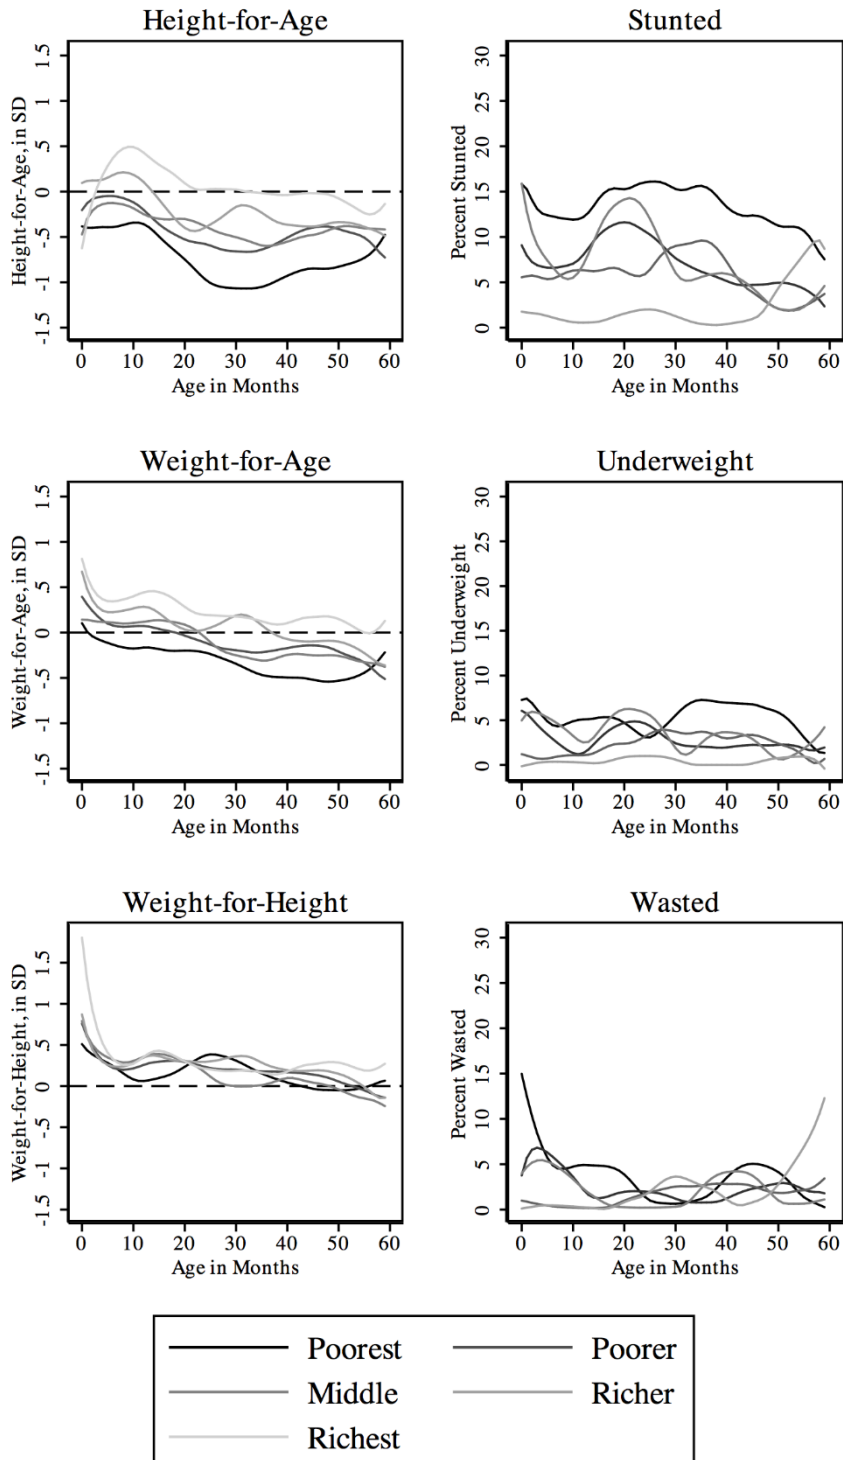 Height-for-Age
Height-for-Age, in SD
1.5
1
.5
0
-.5
-1
-1.5
0 10 20 30 40 50 60
Age in Months
Stunted
Percent Stunted
30
25
20
15
10
5
0
0 10 20 30 40 50 60
Age in Months
Weight-for-Age
Weight-for-Age, in SD
1.5
1
.5
0
-.5
-1
-1.5
0 10 20 30 40 50 60
Age in Months
Underweight
Percent Underweight
30
25
20
15
10
5
0
0 10 20 30 40 50 60
Age in Months
Weight-for-Height
Weight-for-Height, in SD
1.5
1
.5
0
-.5
-1
-1.5
0 10 20 30 40 50 60
Age in Months
Wasted
Percent Wasted
30
25
20
15
10
5
0
0 10 20 30 40 50 60
Age in Months
Poorest Poorer
Middle Richer
Richest